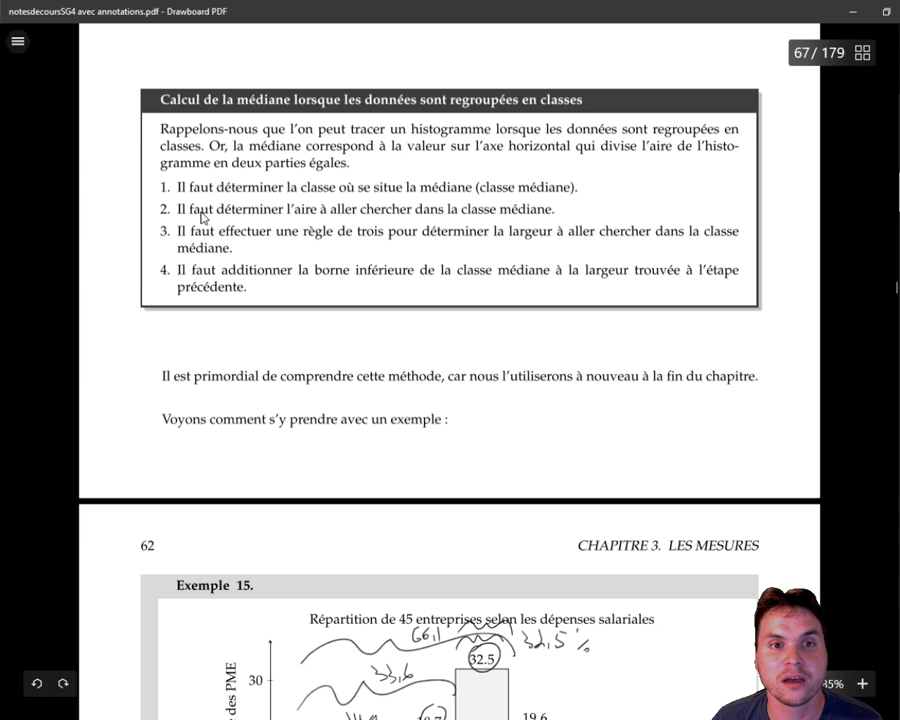 notesdecoursSG4 avec annotations.pdf - Drawboard PDF
67 / 179
Calcul de la médiane lorsque les données sont regroupées en classes
Rappelons-nous que l'on peut tracer un histogramme lorsque les données sont regroupées en
classes. Or, la médiane correspond à la valeur sur l'axe horizontal qui divise l'aire de l'histo-
gramme en deux parties égales.
1. Il faut déterminer la classe où se situe la médiane (classe médiane).
2. Il faut déterminer l'aire à aller chercher dans la classe médiane.
3. Il faut effectuer une règle de trois pour déterminer la largeur à aller chercher dans la classe
médiane.
4. Il faut additionner la borne inférieure de la classe médiane à la largeur trouvée à l'étape
précédente.
Il est primordial de comprendre cette méthode, car nous l'utiliserons à nouveau à la fin du chapitre.
Voyons comment s'y prendre avec un exemple :
62
CHAPITRE 3. LES MESURES
Exemple 15.
Répartition de 45 entreprises selon les dépenses salariales
66,1
32,5 %
32.5
33,6
30
des PME
19.6
5%